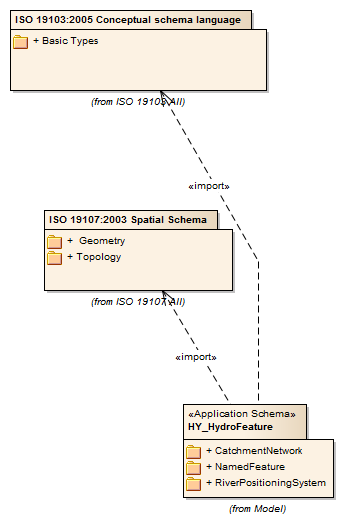 ISO 19103:2005 Conceptual schema language
+ Basic Types
(from ISO 19103 All)
«import»
ISO 19107:2003 Spatial Schema
+ Geometry
+ Topology
(from ISO 19107 All)
«import»
«Application Schema»
HY_HydroFeature
+ CatchmentNetwork
+ NamedFeature
+ RiverPositioningSystem
(from Model)